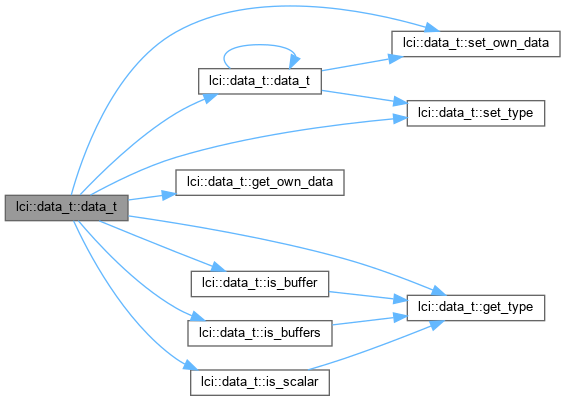 lci::data_t::set_own_data
lci::data_t::data_t
lci::data_t::set_type
lci::data_t::get_own_data
lci::data_t::data_t
lci::data_t::is_buffer
lci::data_t::get_type
lci::data_t::is_buffers
lci::data_t::is_scalar